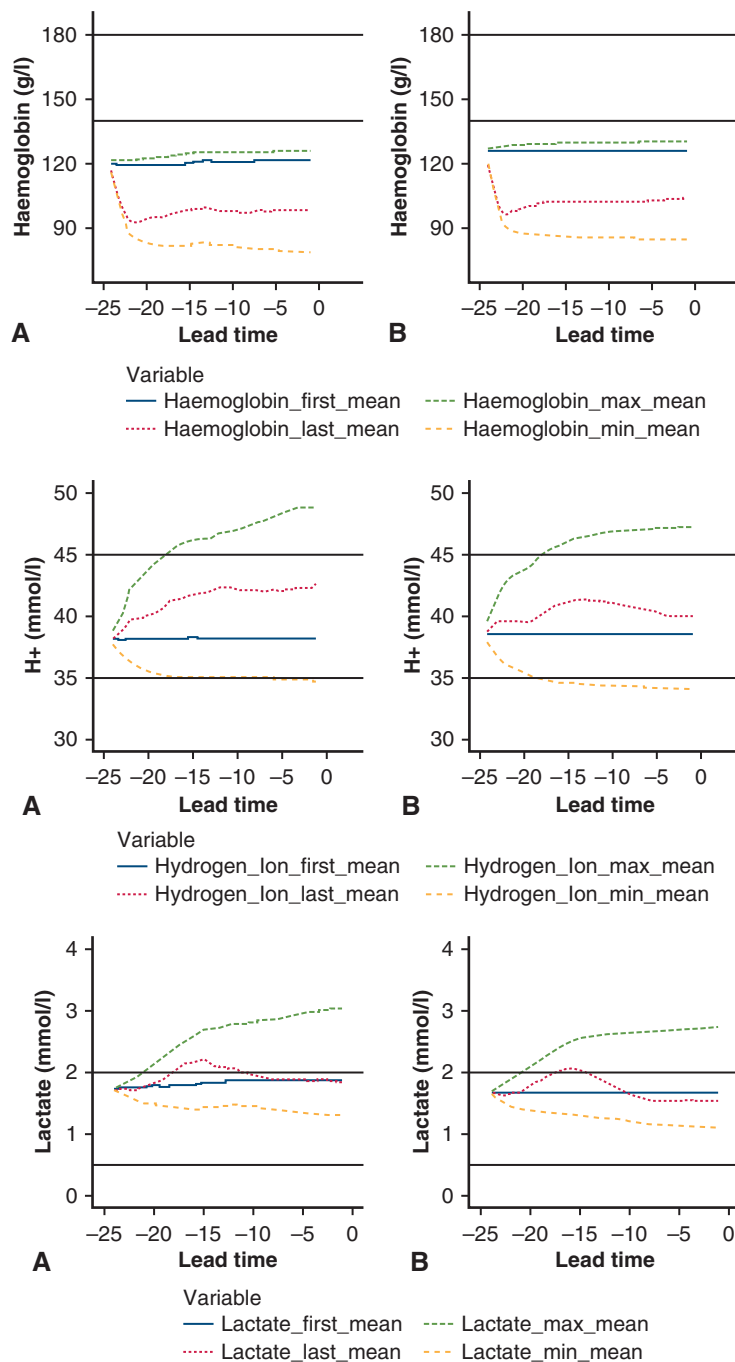 Haemoglobin (g/l)
180
150
120
90
–25 –20 –15 –10 –5 0
A
Lead time
Haemoglobin (g/l)
180
150
120
90
–25 –20 –15 –10 –5 0
B
Lead time
Variable
Haemoglobin_first_mean Haemoglobin_max_mean
Haemoglobin_last_mean Haemoglobin_min_mean
H+ (mmol/l)
50
45
40
35
30
–25 –20 –15 –10 –5 0
A
Lead time
H+ (mmol/l)
50
45
40
35
30
–25 –20 –15 –10 –5 0
B
Lead time
Variable
Hydrogen_Ion_first_mean Hydrogen_Ion_max_mean
Hydrogen_Ion_last_mean Hydrogen_Ion_min_mean
Lactate (mmol/l)
4
3
2
1
0
–25 –20 –15 –10 –5 0
A
Lead time
Lactate (mmol/l)
4
3
2
1
0
–25 –20 –15 –10 –5 0
B
Lead time
Variable
Lactate_first_mean Lactate_max_mean
Lactate_last_mean Lactate_min_mean